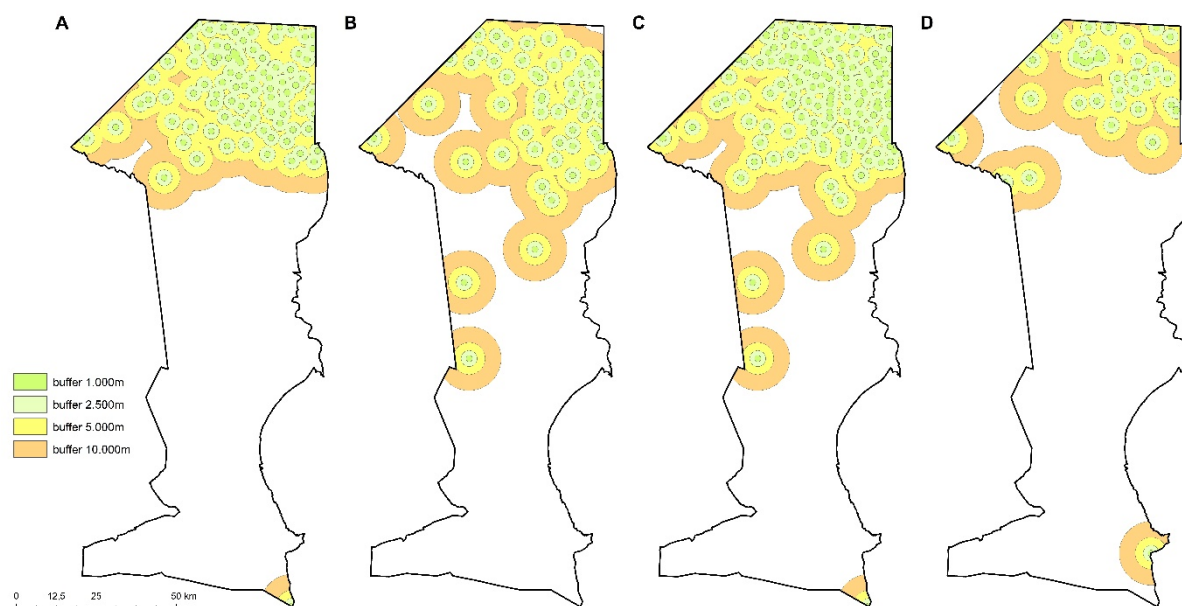 A B C D
buffer 1.000m
buffer 2.500m
buffer 5.000m
buffer 10.000m
0 12.5 25 50 km